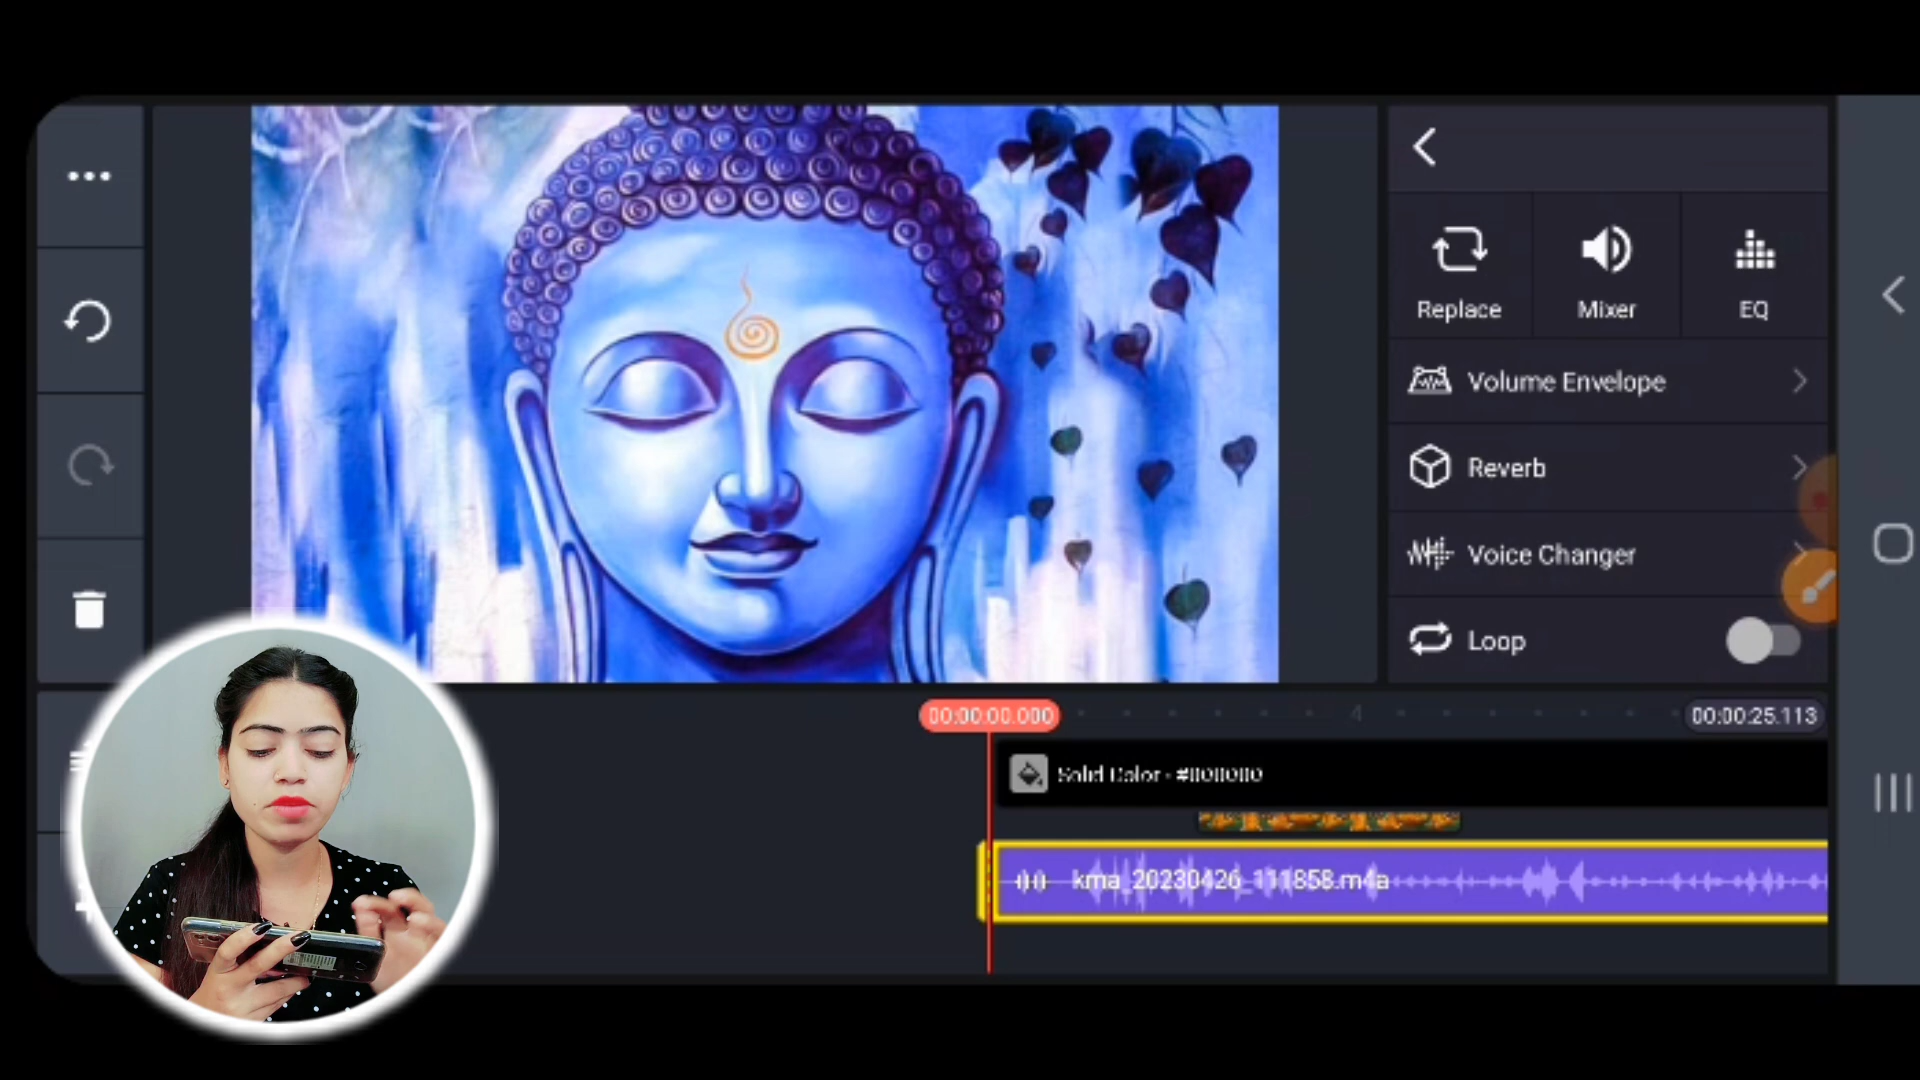 Replace
Mixer
EQ
Volume Envelope
Reverb
Voice Changer
Loop
00:00:00.000
4
00:00:25.113
Solid Color - #000000
kma_20230426_111858.m4a